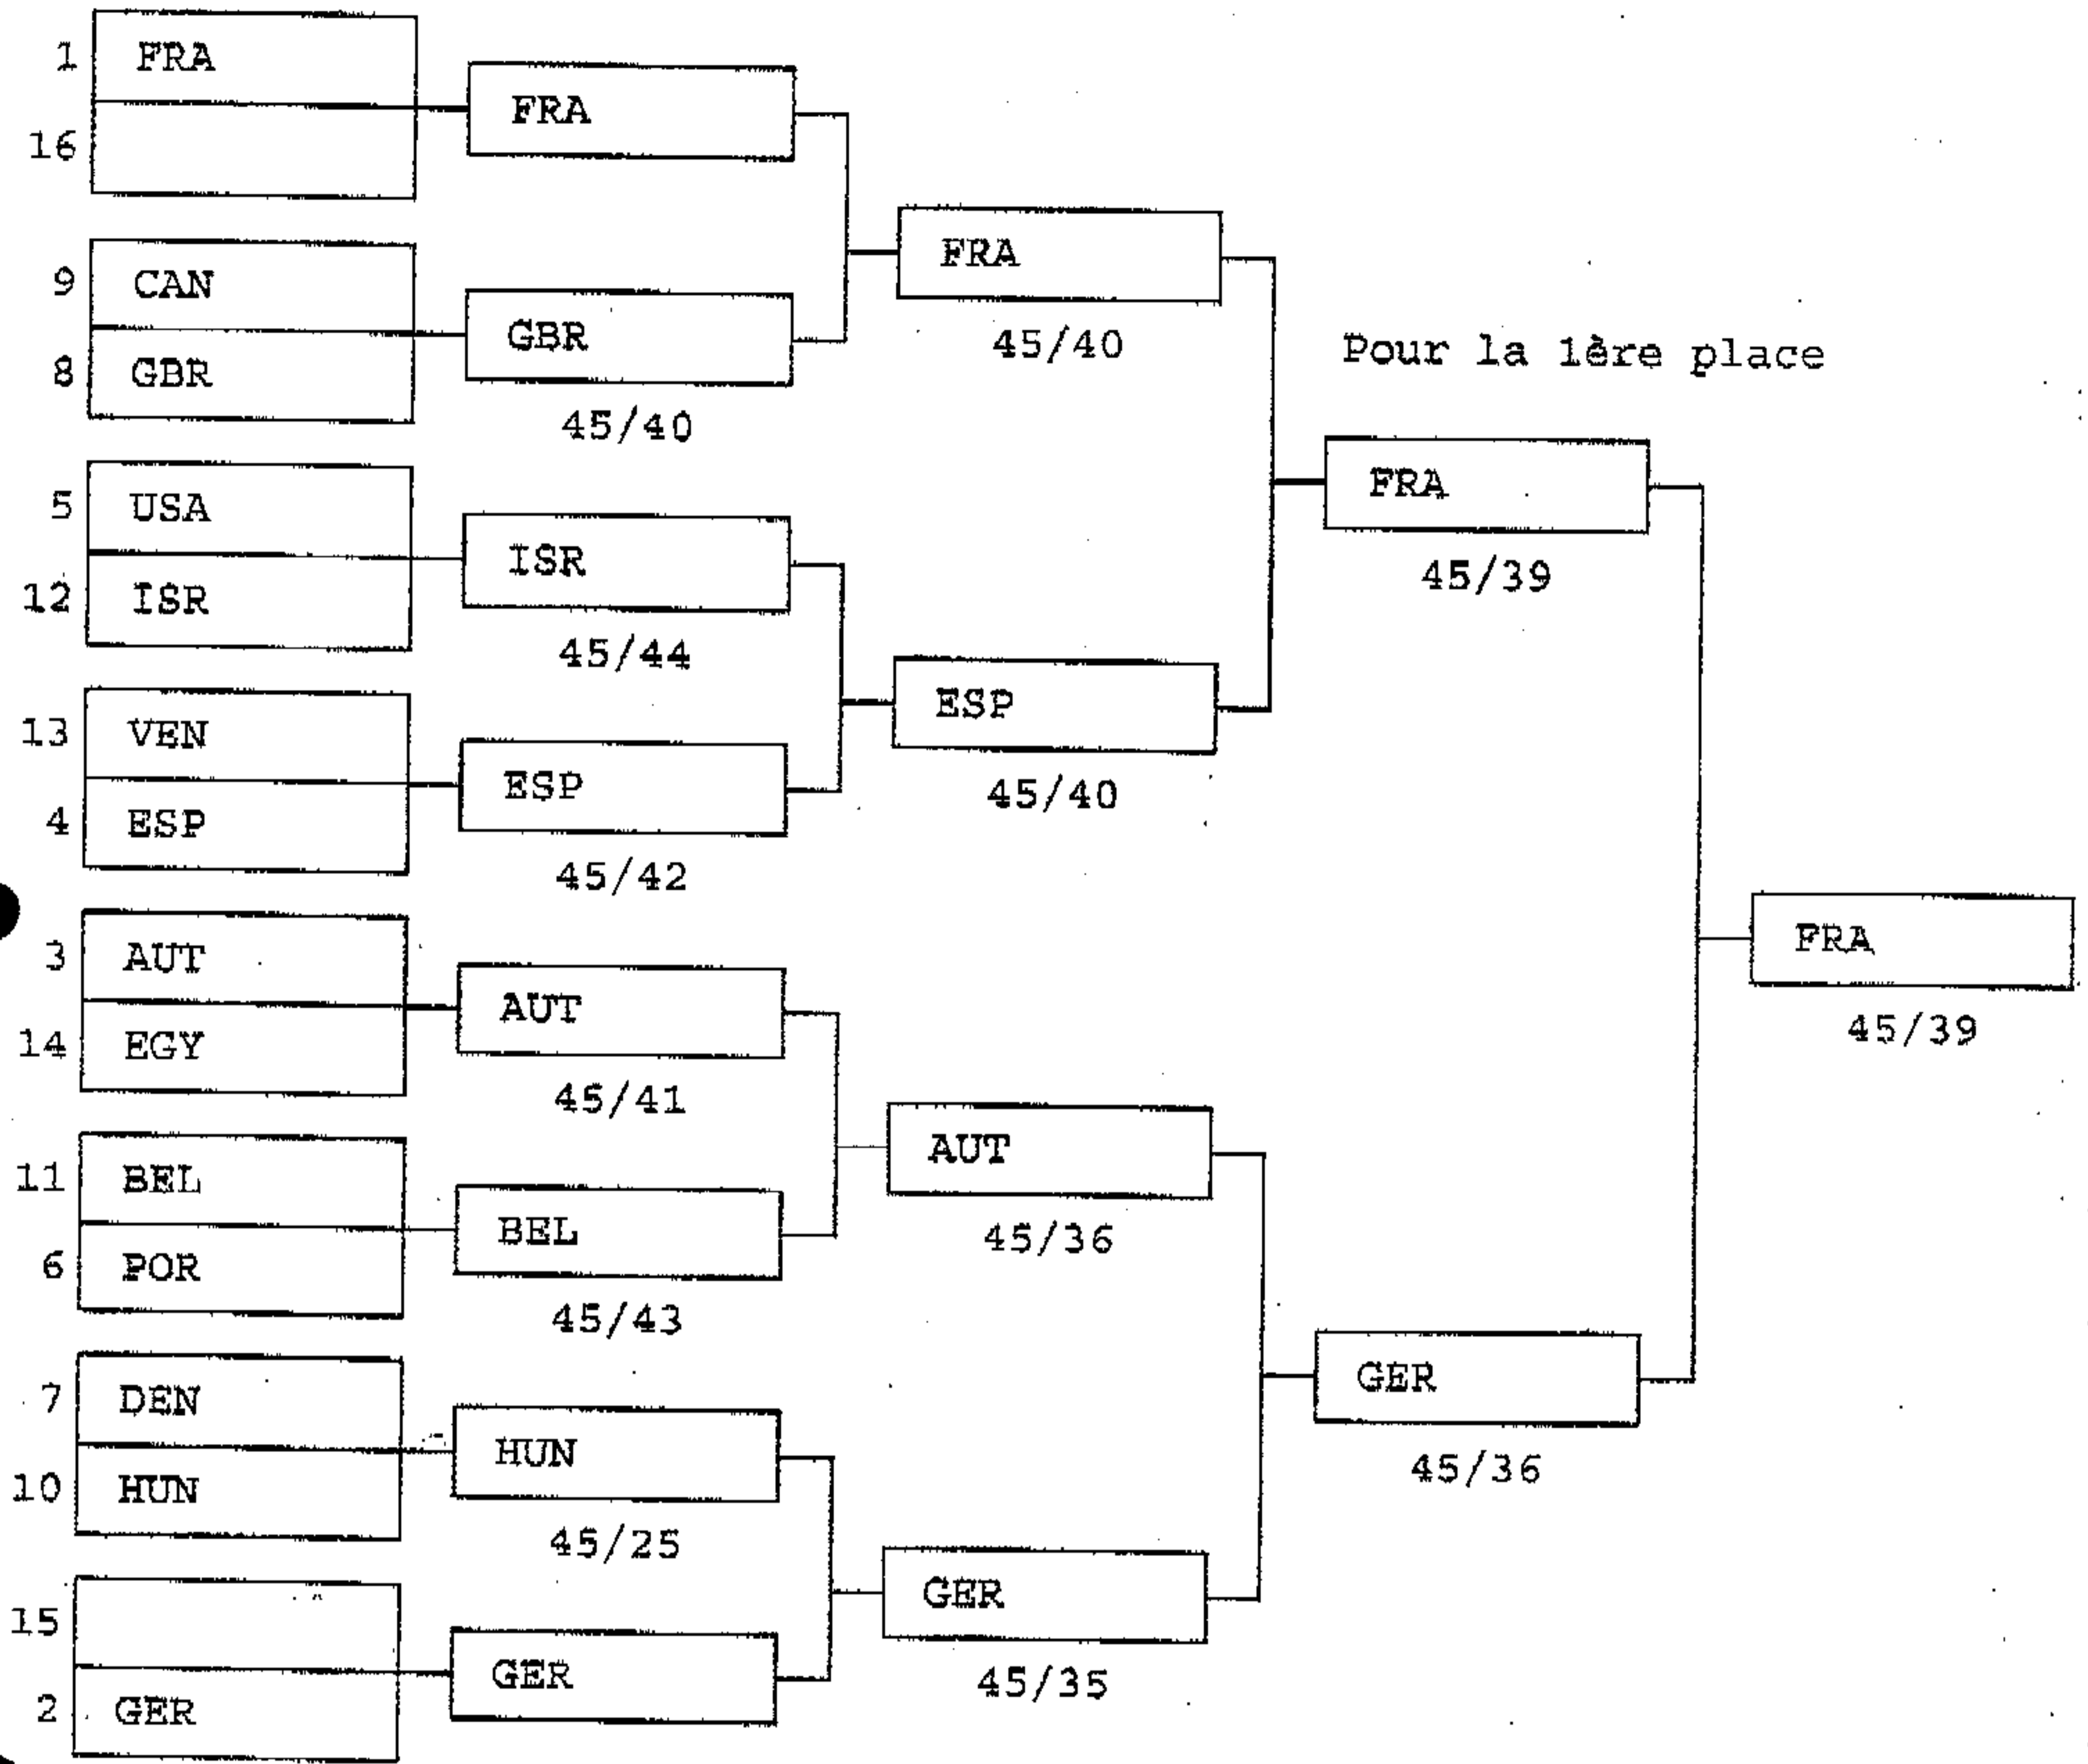 1 FRA
16
FRA
9 CAN
8 GBR
GBR
45/40
FRA
45/40
5 USA
12 ISR
ISR
45/44
13 VEN
4 ESP
ESP
45/42
ESP
45/40
Pour la 1ère place
FRA
45/39
3 AUT
14 EGY
AUT
45/41
11 BEL
6 POR
BEL
45/43
AUT
45/36
7 DEN
10 HUN
HUN
45/25
15
2 GER
GER
GER
45/35
GER
45/36
FRA
45/39